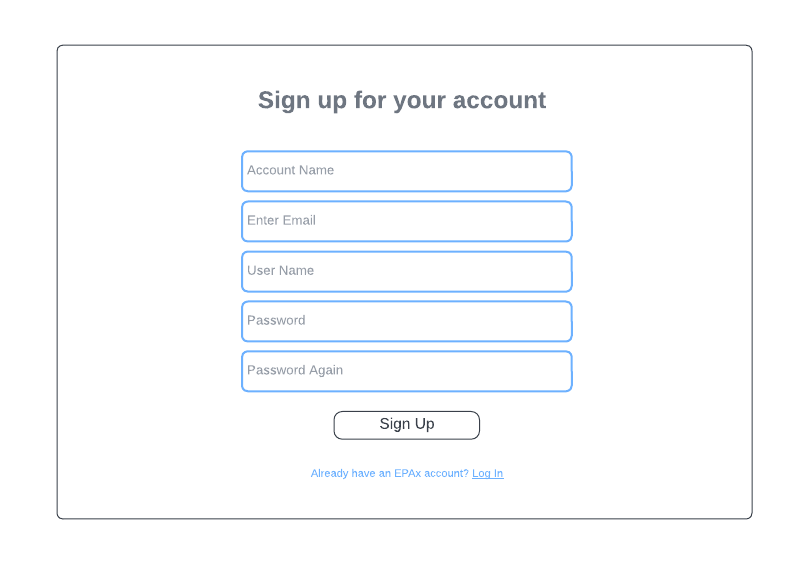 Sign up for your account
Account Name
Enter Email
User Name
Password
Password Again
Sign Up
Already have an EPAx account? Log In